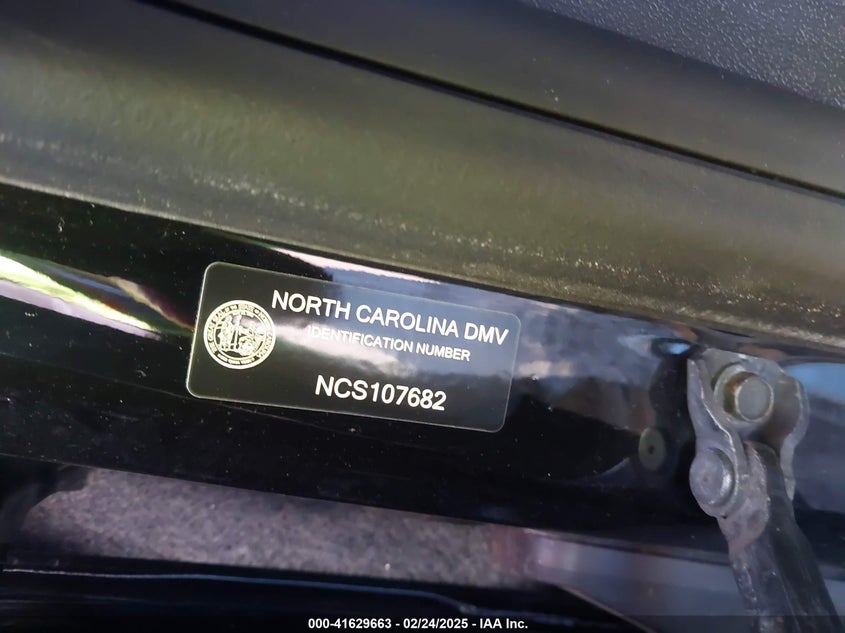 NORTH CAROLINA DMV
IDENTIFICATION NUMBER
NCS107682
000-41629663 - 02/24/2025 - IAA Inc.